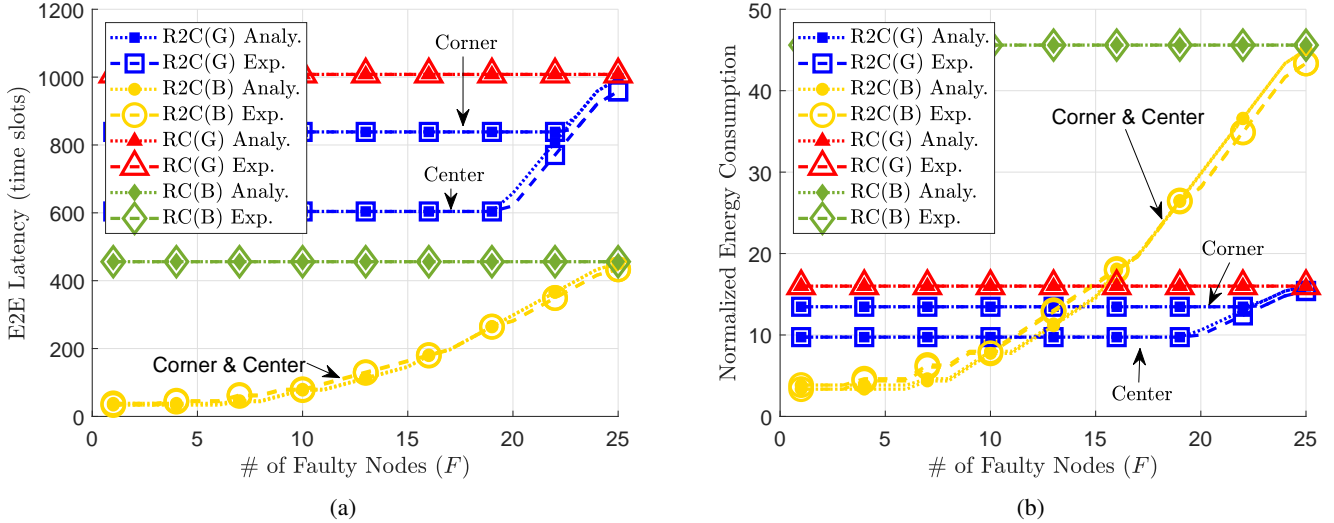 1200
1000
800
600
400
200
0
E2E Latency (time slots)
R2C(G) Analy.
R2C(G) Exp.
R2C(B) Analy.
R2C(B) Exp.
RC(G) Analy.
RC(G) Exp.
RC(B) Analy.
RC(B) Exp.
Corner
Center
Corner & Center
0 5 10 15 20 25
# of Faulty Nodes (F)
(a)
50
40
30
20
10
0
Normalized Energy Consumption
R2C(G) Analy.
R2C(G) Exp.
R2C(B) Analy.
R2C(B) Exp.
RC(G) Analy.
RC(G) Exp.
RC(B) Analy.
RC(B) Exp.
Corner & Center
Corner
Center
0 5 10 15 20 25
# of Faulty Nodes (F)
(b)